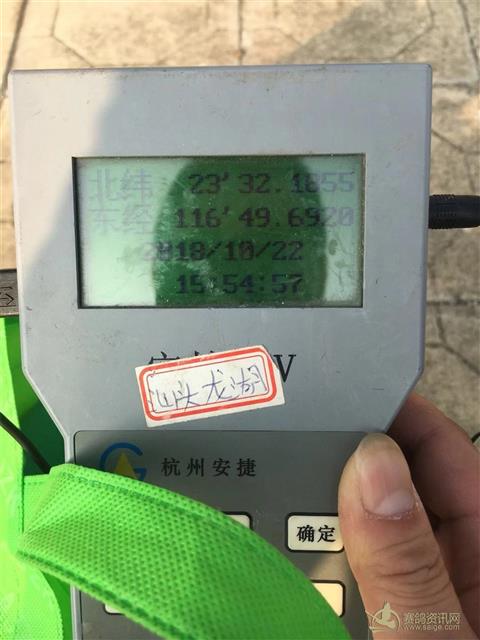 北纬 23'32.1855
东经 116'49.6920
2018/10/22
15:54:57
V
汕头龙湖
杭州安捷
确定
赛鸽资讯网
www.saige.com